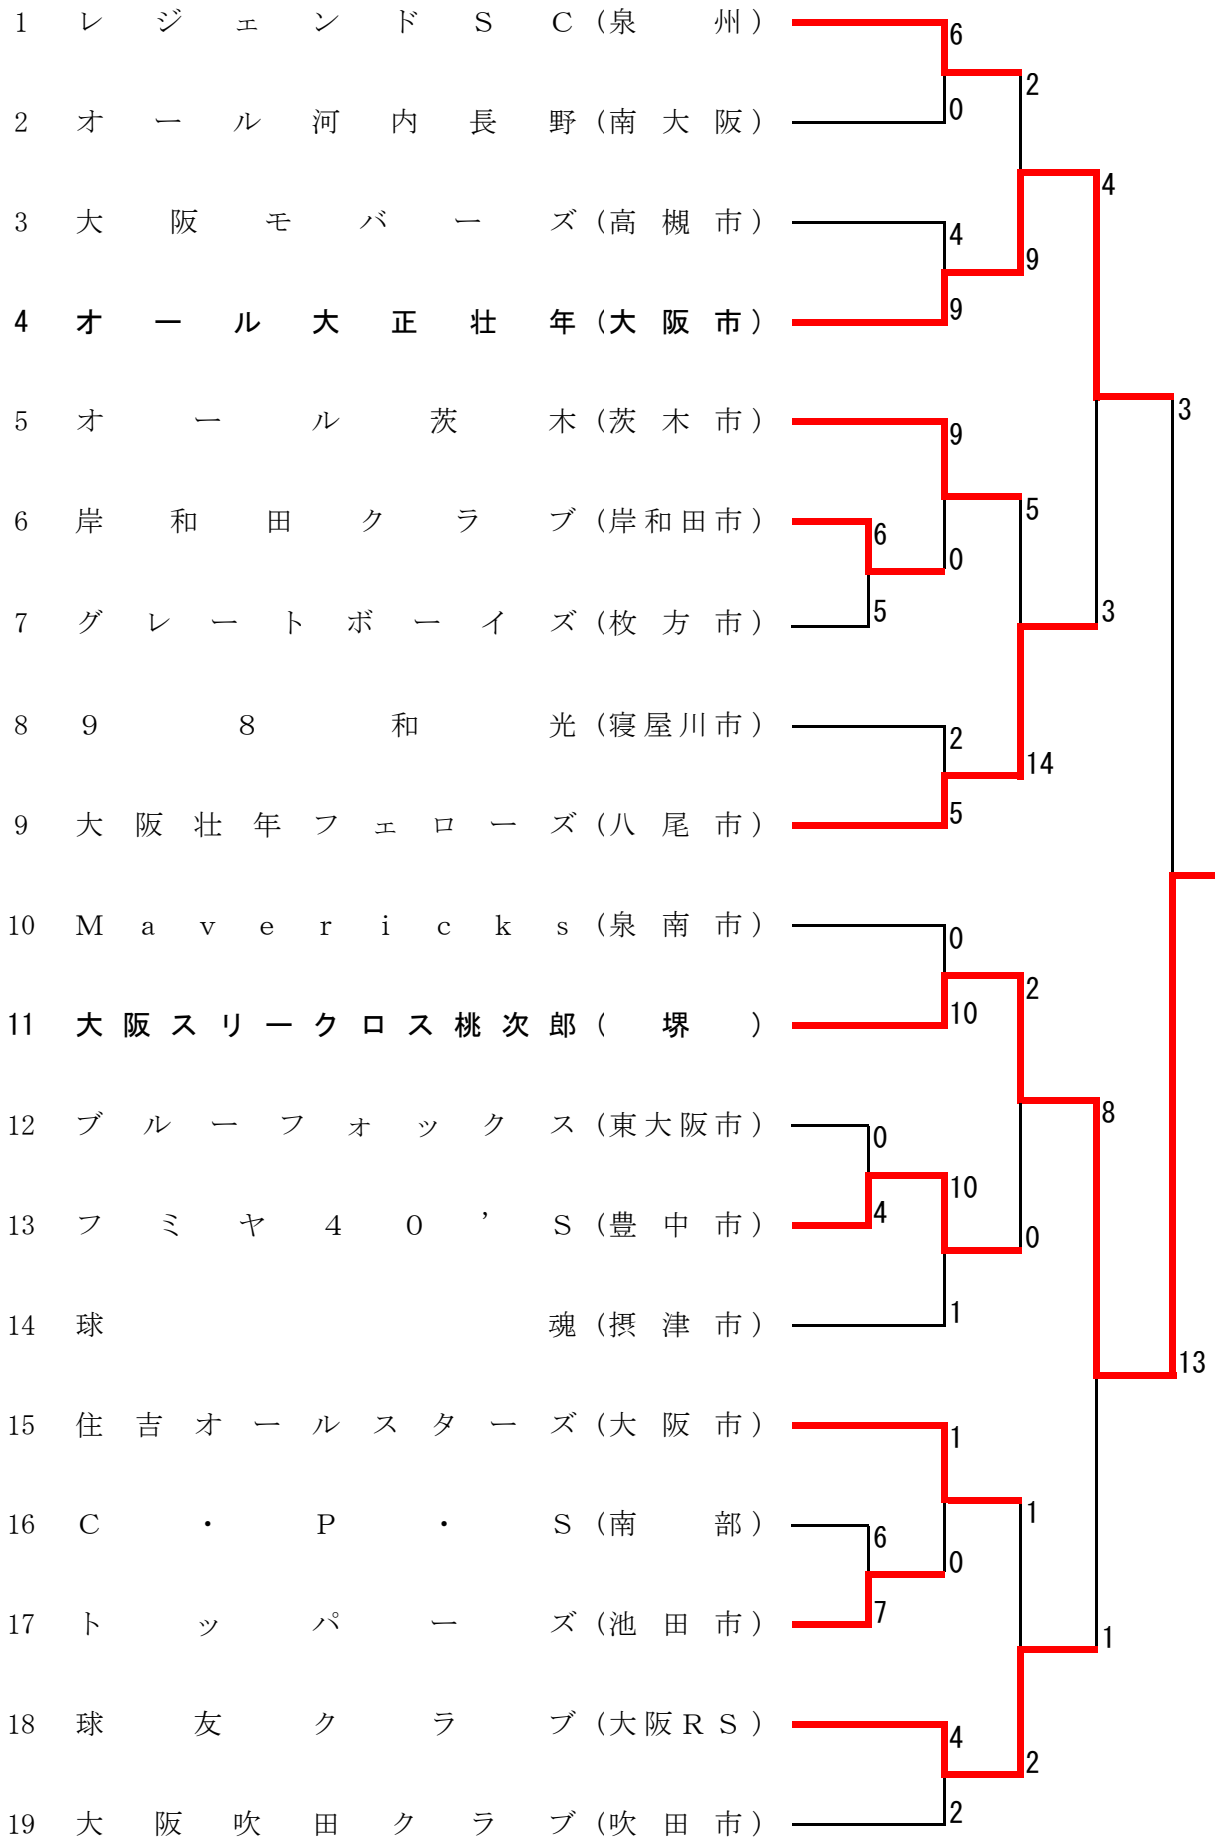 1 レジェンドＳＣ(泉州) 6
2
2 オール河内長野(南大阪) 0
4
3 大阪モバーズ(高槻市) 4
9
4 オール大正壮年(大阪市) 9
3
5 オール茨木(茨木市) 9
5
6 岸和田クラブ(岸和田市) 6
0
7 グレートボーイズ(枚方市) 5
3
8 ９８和光(寝屋川市) 2
14
9 大阪壮年フェローズ(八尾市) 5
10 Ｍａｖｅｒｉｃｋｓ(泉南市) 0
2
11 大阪スリークロス桃次郎(堺) 10
8
12 ブルーフォックス(東大阪市) 0
10
13 フミヤ４０’Ｓ(豊中市) 4
0
14 球魂(摂津市) 1
13
15 住吉オールスターズ(大阪市) 1
1
16 Ｃ・Ｐ・Ｓ(南部) 6
0
17 トッパーズ(池田市) 7
1
18 球友クラブ(大阪ＲＳ) 4
2
19 大阪吹田クラブ(吹田市) 2